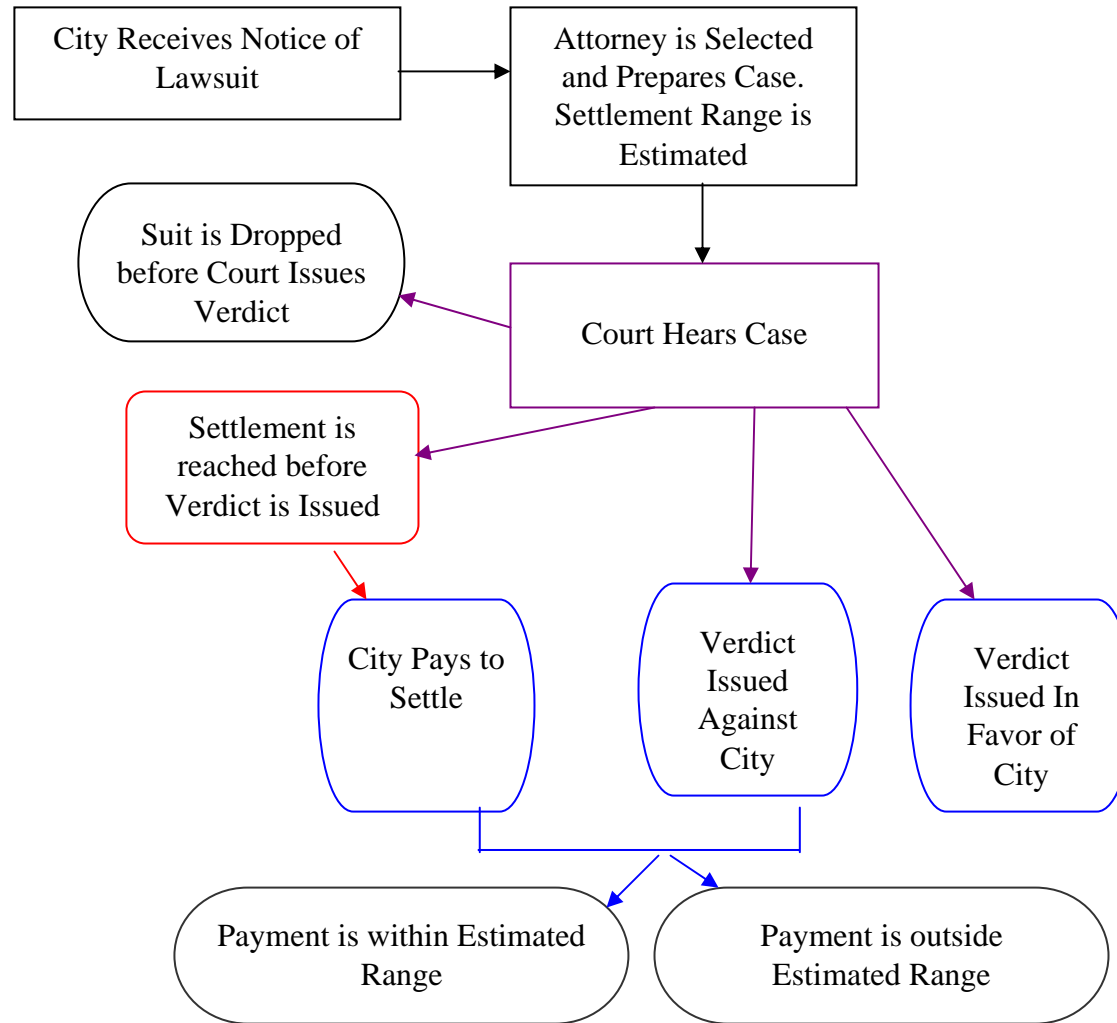 City Receives Notice of
Lawsuit
Attorney is Selected
and Prepares Case.
Settlement Range is
Estimated
Suit is Dropped
before Court Issues
Verdict
Court Hears Case
Settlement is
reached before
Verdict is Issued
City Pays to
Settle
Verdict
Issued
Against
City
Verdict
Issued In
Favor of
City
Payment is within Estimated
Range
Payment is outside
Estimated Range